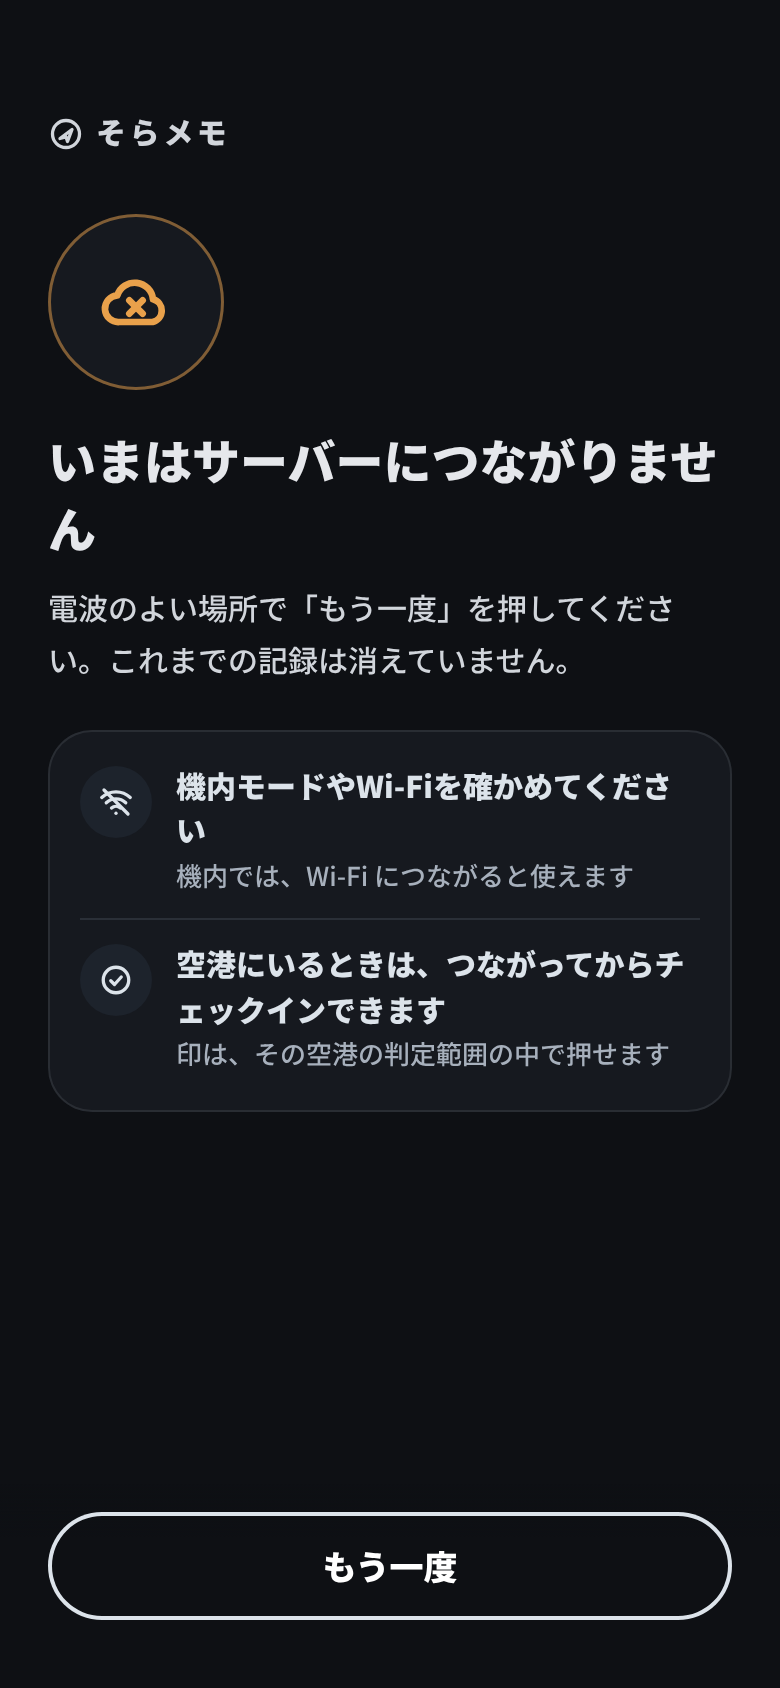 そらメモ
いまはサーバーにつながりませ
ん
電波のよい場所で「もう一度」を押してくださ
い。これまでの記録は消えていません。
機内モードやWi-Fiを確かめてくださ
い
機内では、Wi-Fi につながると使えます
空港にいるときは、つながってからチ
ェックインできます
印は、その空港の判定範囲の中で押せます
もう一度